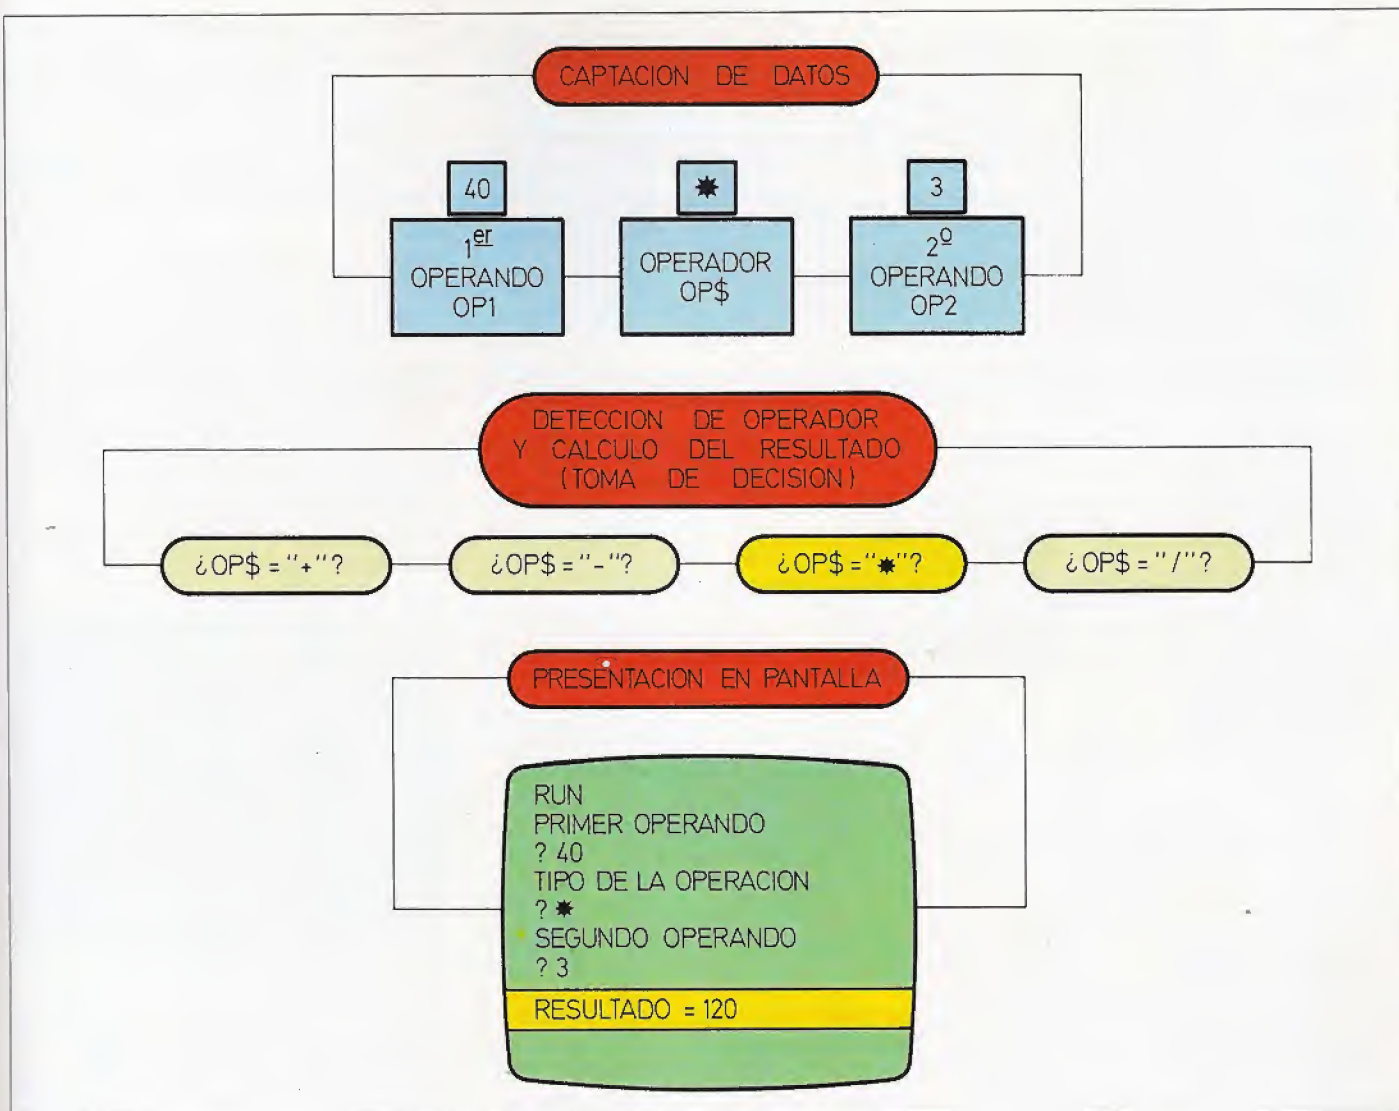 CAPTACION DE DATOS
40
✷
3
1er
OPERANDO
OP1
OPERADOR
OP$
2º
OPERANDO
OP2
DETECCION DE OPERADOR
Y CALCULO DEL RESULTADO
(TOMA DE DECISION)
¿OP$="+"?
¿OP$="-"?
¿OP$="✷"?
¿OP$="/"?
PRESENTACION EN PANTALLA
RUN
PRIMER OPERANDO
? 40
TIPO DE LA OPERACION
? ✷
SEGUNDO OPERANDO
? 3
RESULTADO = 120